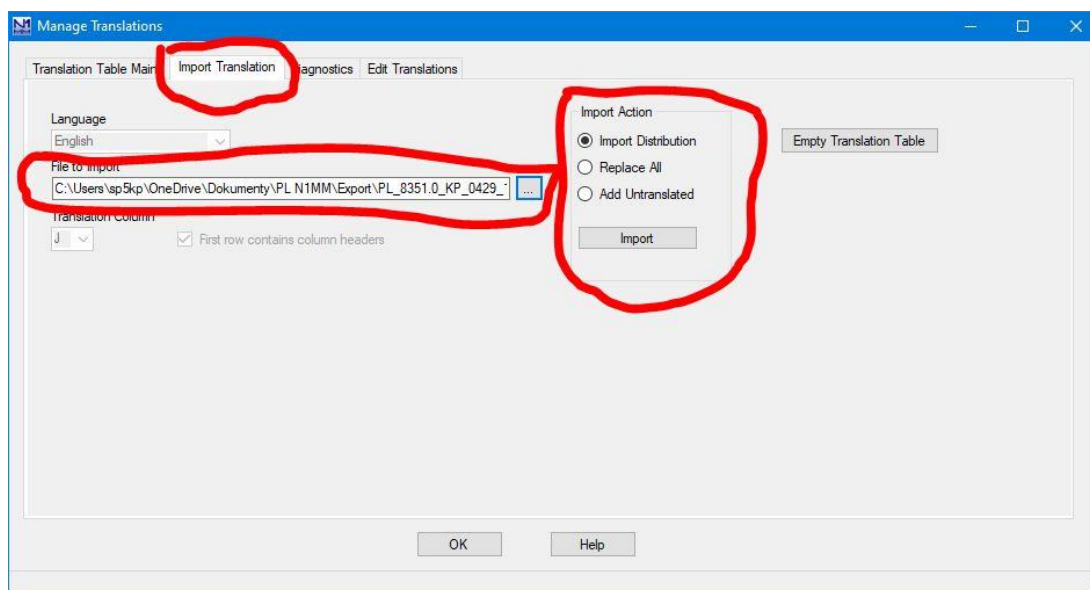 N1 Manage Translations
Translation Table Main Import Translation Diagnostics Edit Translations
Language
English
File to Import
C:\Users\sp5kp\OneDrive\Dokumenty\PL N1MM\Export\PL_8351.0_KP_0429_ ...
Translation Column
J First row contains column headers
Import Action
Import Distribution
Replace All
Add Untranslated
Import
Empty Translation Table
OK Help